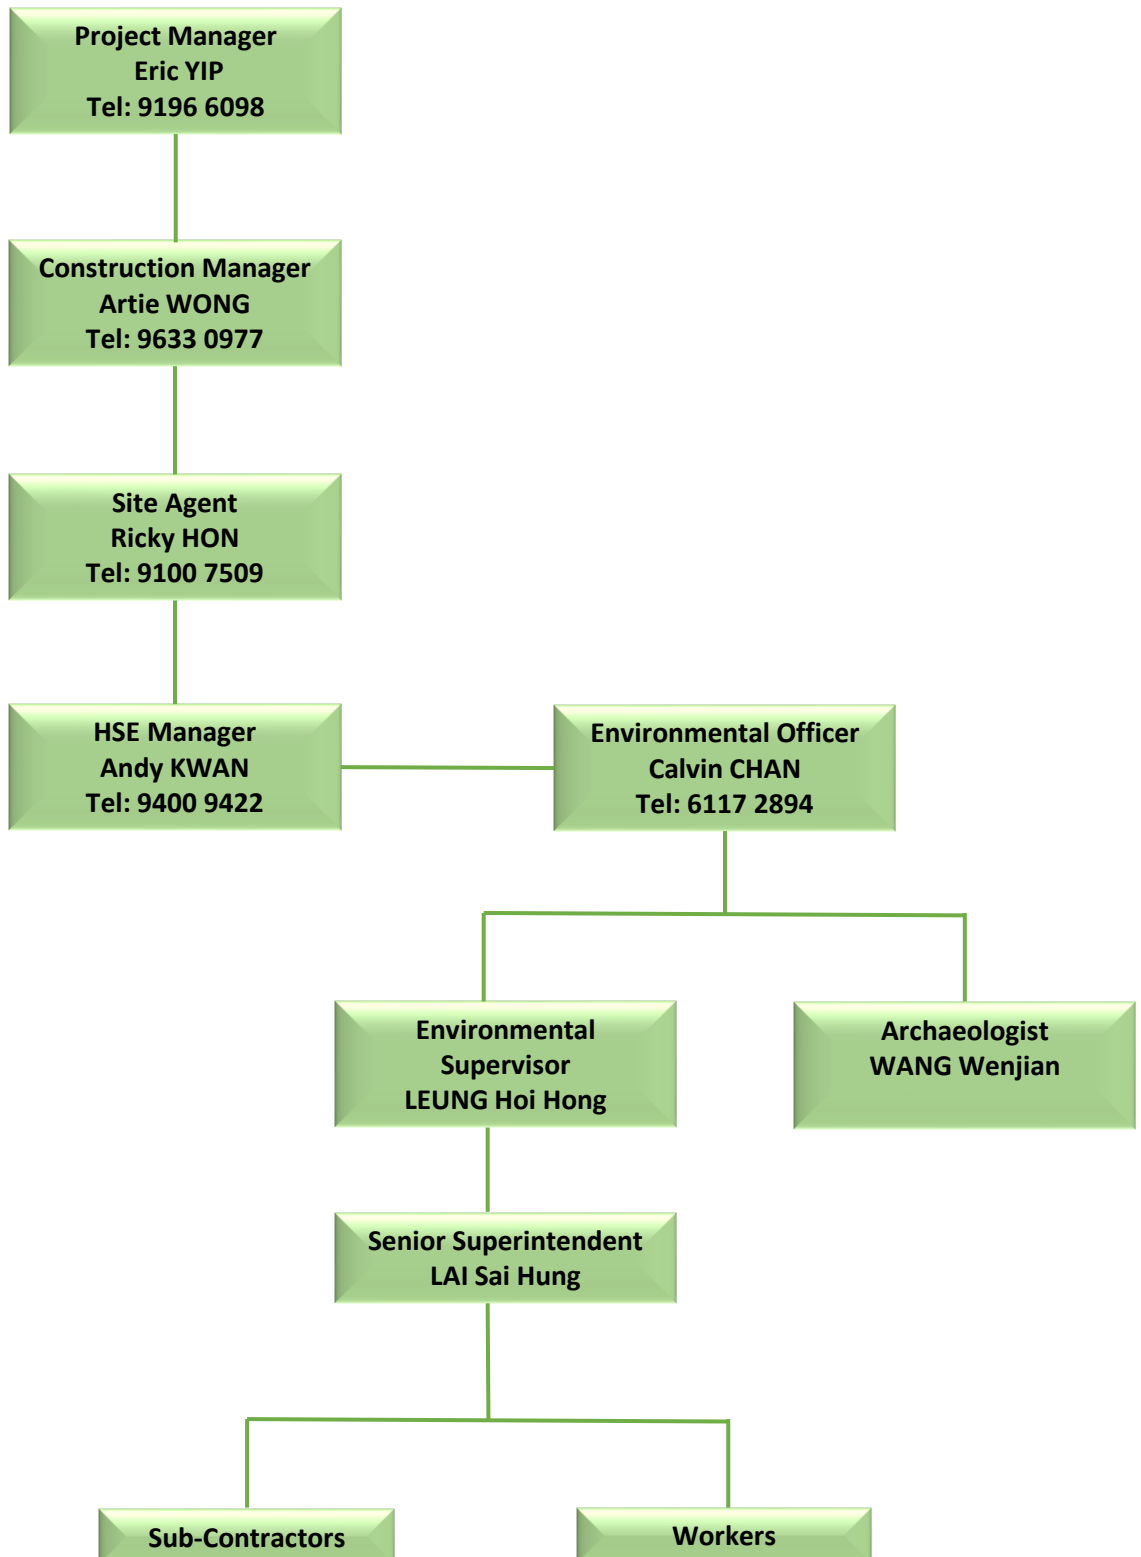 Project Manager
Eric YIP
Tel: 9196 6098
Construction Manager
Artie WONG
Tel: 9633 0977
Site Agent
Ricky HON
Tel: 9100 7509
HSE Manager
Andy KWAN
Tel: 9400 9422
Environmental Officer
Calvin CHAN
Tel: 6117 2894
Environmental
Supervisor
LEUNG Hoi Hong
Archaeologist
WANG Wenjian
Senior Superintendent
LAI Sai Hung
Sub-Contractors
Workers